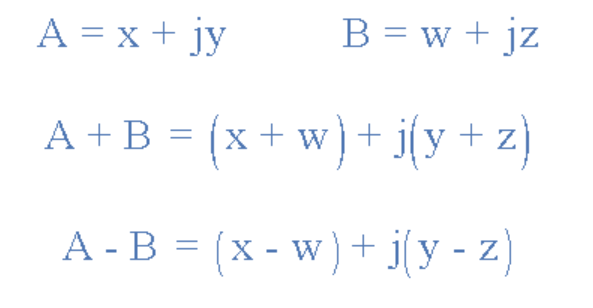 A = x + jy B = w + jz
A + B = (x + w) + j(y + z)
A - B = (x - w) + j(y - z)